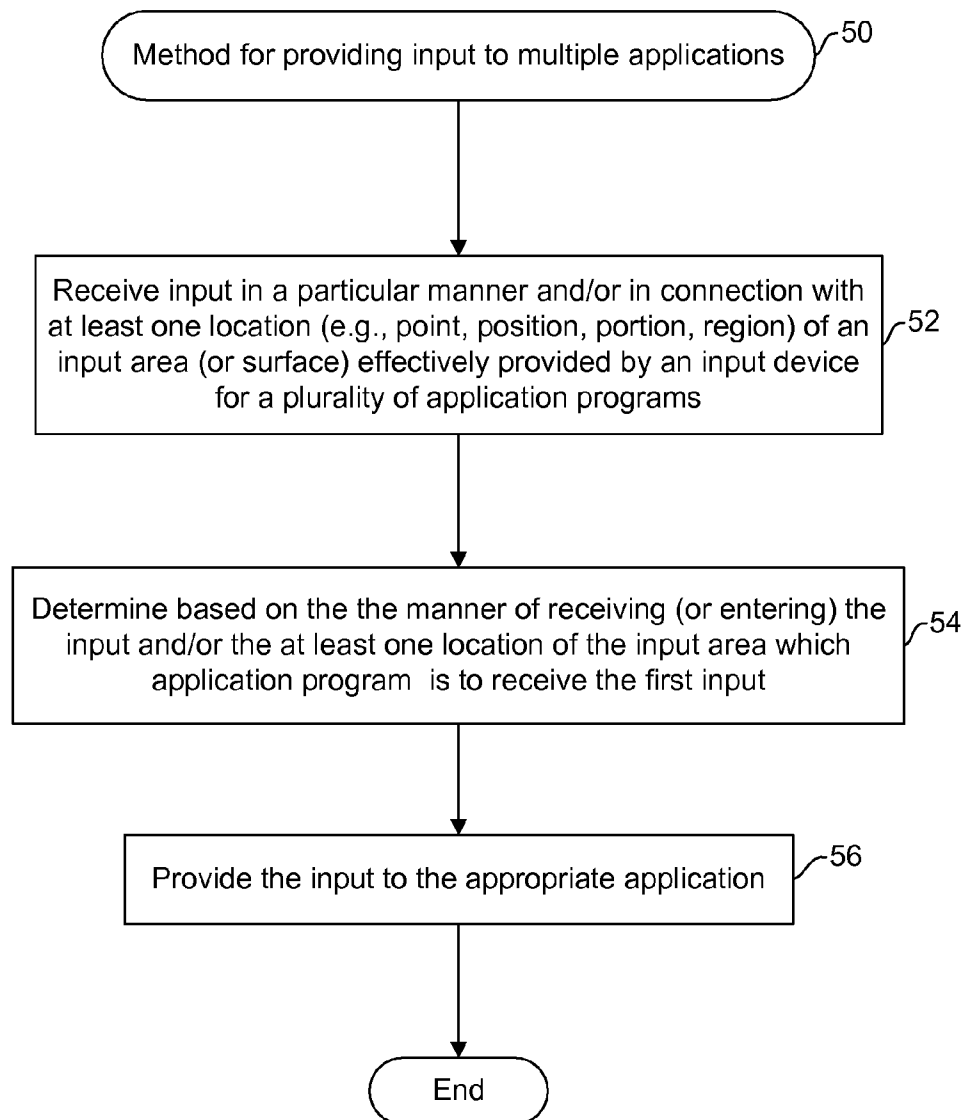 Method for providing input to multiple applications
50
Receive input in a particular manner and/or in connection with
at least one location (e.g., point, position, portion, region) of an
input area (or surface) effectively provided by an input device
for a plurality of application programs
52
Determine based on the the manner of receiving (or entering) the
input and/or the at least one location of the input area which
application program is to receive the first input
54
Provide the input to the appropriate application
56
End